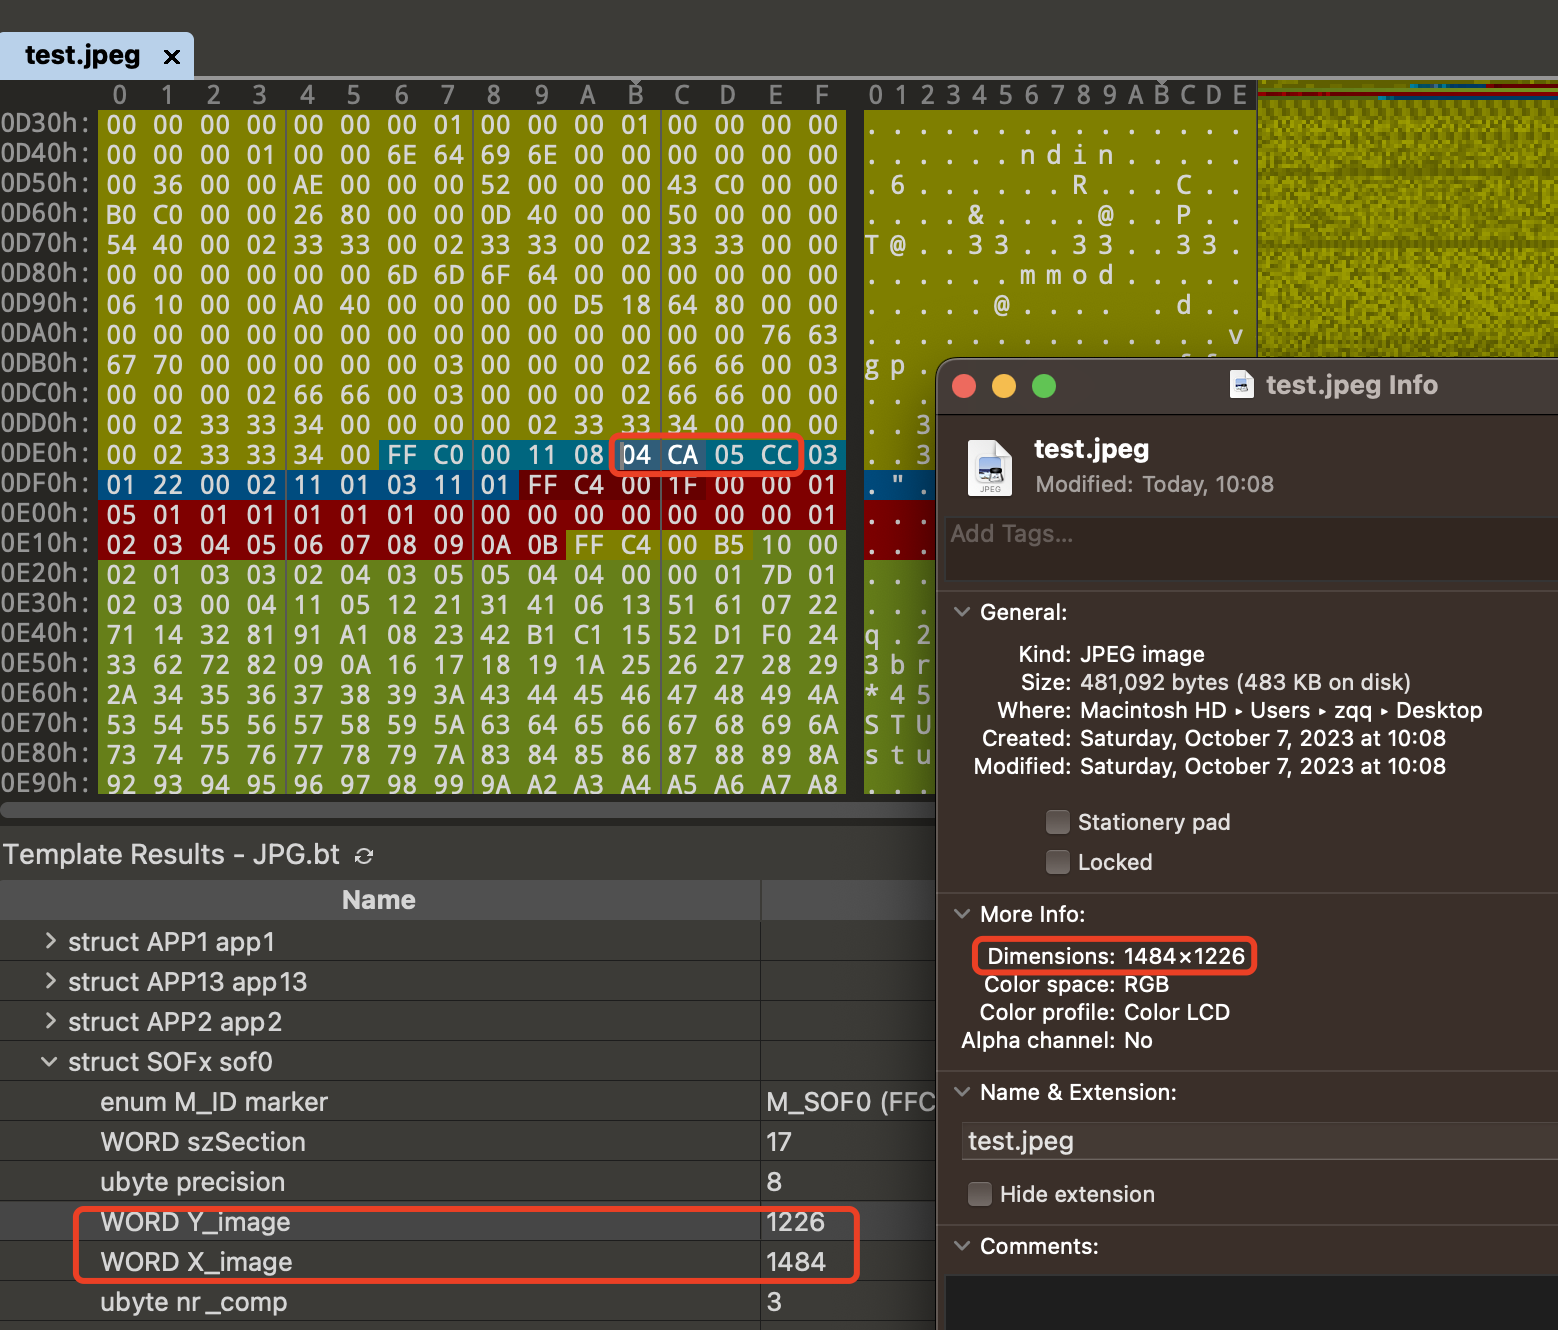 test.jpeg ×
0 1 2 3 4 5 6 7 8 9 A B C D E F 0 1 2 3 4 5 6 7 8 9 A B C D E
0D30h: 00 00 00 00 00 00 00 01 00 00 00 01 00 00 00 00 . . . . . . . . . . . . . . .
0D40h: 00 00 00 01 00 00 6E 64 69 6E 00 00 00 00 00 00 . . . . . . n d i n . . . . .
0D50h: 00 36 00 00 AE 00 00 00 52 00 00 00 43 C0 00 00 . 6 . . . . . . R . . . C . .
0D60h: B0 C0 00 00 26 80 00 00 0D 40 00 00 50 00 00 00 . . . . & . . . . @ . . P . .
0D70h: 54 40 00 02 33 33 00 02 33 33 00 02 33 33 00 02 T @ . . 3 3 . . 3 3 . . 3 3 .
0D80h: 00 00 00 00 00 00 6D 6D 6F 64 00 00 00 00 00 00 . . . . . . m m o d . . . . .
0D90h: 06 10 00 00 A0 40 00 00 00 00 D5 18 64 80 00 00 . . . . . @ . . . . . d . .
0DA0h: 00 00 00 00 00 00 00 00 00 00 00 00 00 00 76 63 . . . . . . . . . . . . . . v
0DB0h: 67 70 00 00 00 00 00 03 00 00 00 02 66 66 00 03 g p .
0DC0h: 00 00 00 02 66 66 00 03 00 00 00 02 66 66 00 00 . . .
0DD0h: 00 02 33 33 34 00 00 00 00 02 33 33 34 00 00 00 . . 3
0DE0h: 00 02 33 33 34 00 FF C0 00 11 08 04 CA 05 CC 03 . . 3
0DF0h: 01 22 00 02 11 01 03 11 01 FF C4 00 1F 00 00 01 . " .
0E00h: 05 01 01 01 01 01 01 00 00 00 00 00 00 00 00 01 . . .
0E10h: 02 03 04 05 06 07 08 09 0A 0B FF C4 00 B5 10 00 . . .
0E20h: 02 01 03 03 02 04 03 05 05 04 04 00 00 01 7D 01 . . .
0E30h: 02 03 00 04 11 05 12 21 31 41 06 13 51 61 07 22 . . .
0E40h: 71 14 32 81 91 A1 08 23 42 B1 C1 15 52 D1 F0 24 q . 2
0E50h: 33 62 72 82 09 0A 16 17 18 19 1A 25 26 27 28 29 3 b r
0E60h: 2A 34 35 36 37 38 39 3A 43 44 45 46 47 48 49 4A * 4 5
0E70h: 53 54 55 56 57 58 59 5A 63 64 65 66 67 68 69 6A S T U
0E80h: 73 74 75 76 77 78 79 7A 83 84 85 86 87 88 89 8A s t u
0E90h: 92 93 94 95 96 97 98 99 9A A2 A3 A4 A5 A6 A7 A8 . . .
Template Results - JPG.bt
Name
struct APP1 app1
struct APP13 app13
struct APP2 app2
struct SOFx sof0
enum M_ID marker M_SOF0 (FFC
WORD szSection 17
ubyte precision 8
WORD Y_image 1226
WORD X_image 1484
ubyte nr_comp 3
test.jpeg Info
JPEG
test.jpeg
Modified: Today, 10:08
Add Tags...
General:
Kind: JPEG image
Size: 481,092 bytes (483 KB on disk)
Where: Macintosh HD ▸ Users ▸ zqq ▸ Desktop
Created: Saturday, October 7, 2023 at 10:08
Modified: Saturday, October 7, 2023 at 10:08
Stationery pad
Locked
More Info:
Dimensions: 1484×1226
Color space: RGB
Color profile: Color LCD
Alpha channel: No
Name & Extension:
test.jpeg
Hide extension
Comments: